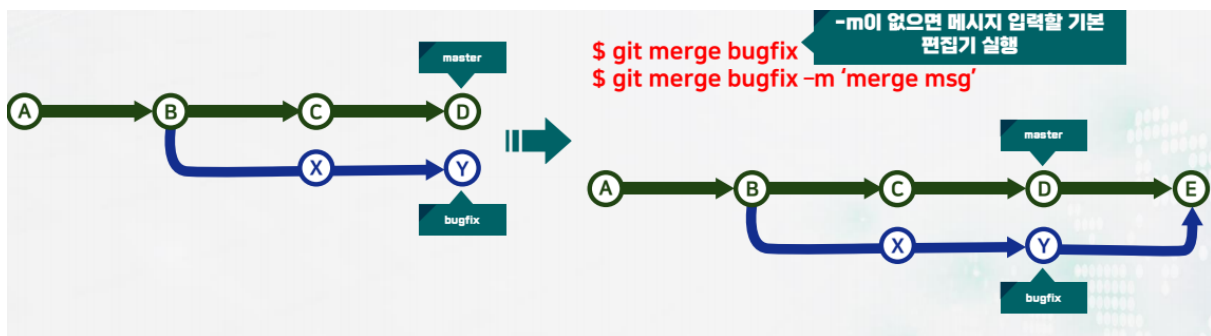 -m이 없으면 메시지 입력할 기본
편집기 실행
$ git merge bugfix
$ git merge bugfix –m ‘merge msg’
master
A B C D
X Y
bugfix
master
A B C D E
X Y
bugfix